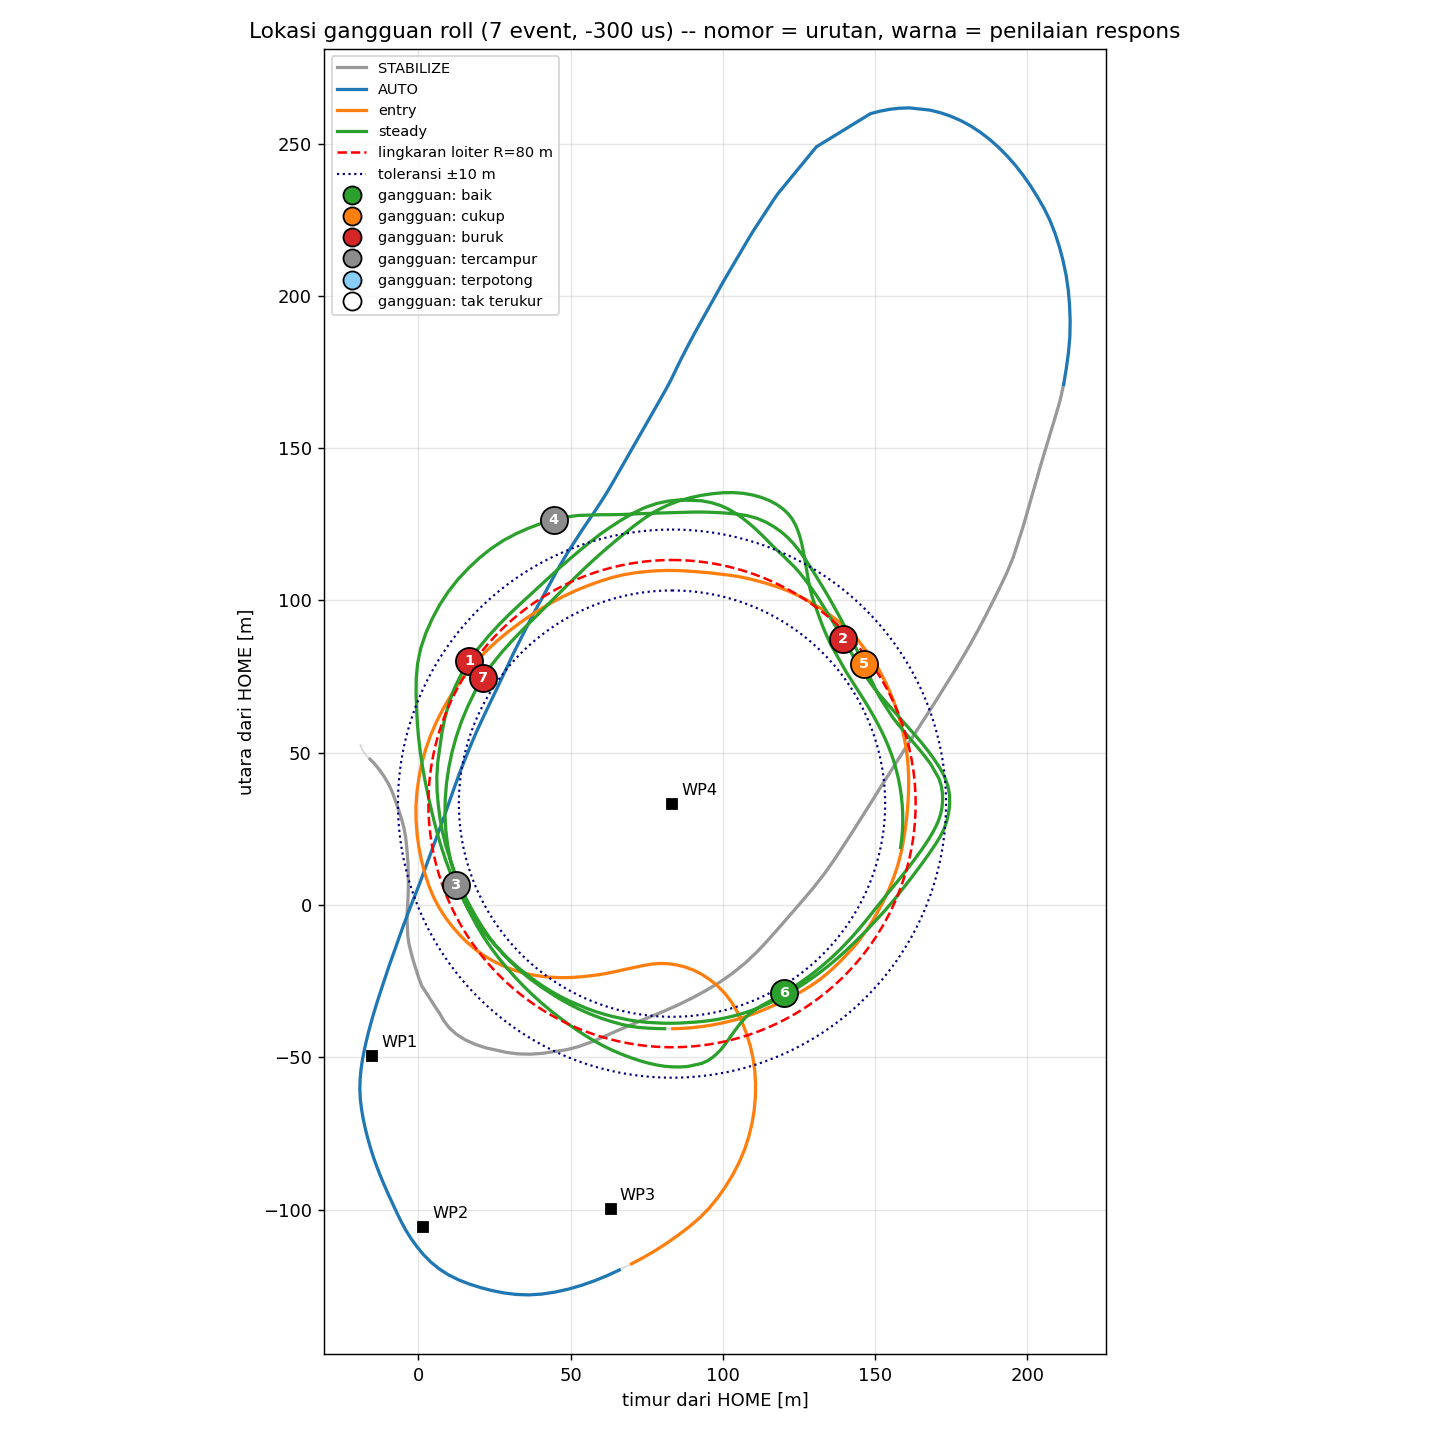 Lokasi gangguan roll (7 event, -300 us) -- nomor = urutan, warna = penilaian respons
STABILIZE
AUTO
entry
steady
lingkaran loiter R=80 m
toleransi ±10 m
gangguan: baik
gangguan: cukup
gangguan: buruk
gangguan: tercampur
gangguan: terpotong
gangguan: tak terukur
250
200
150
100
50
0
−50
−100
utara dari HOME [m]
4
1
7
2
5
3
6
WP4
WP1
WP3
WP2
0
50
100
150
200
timur dari HOME [m]